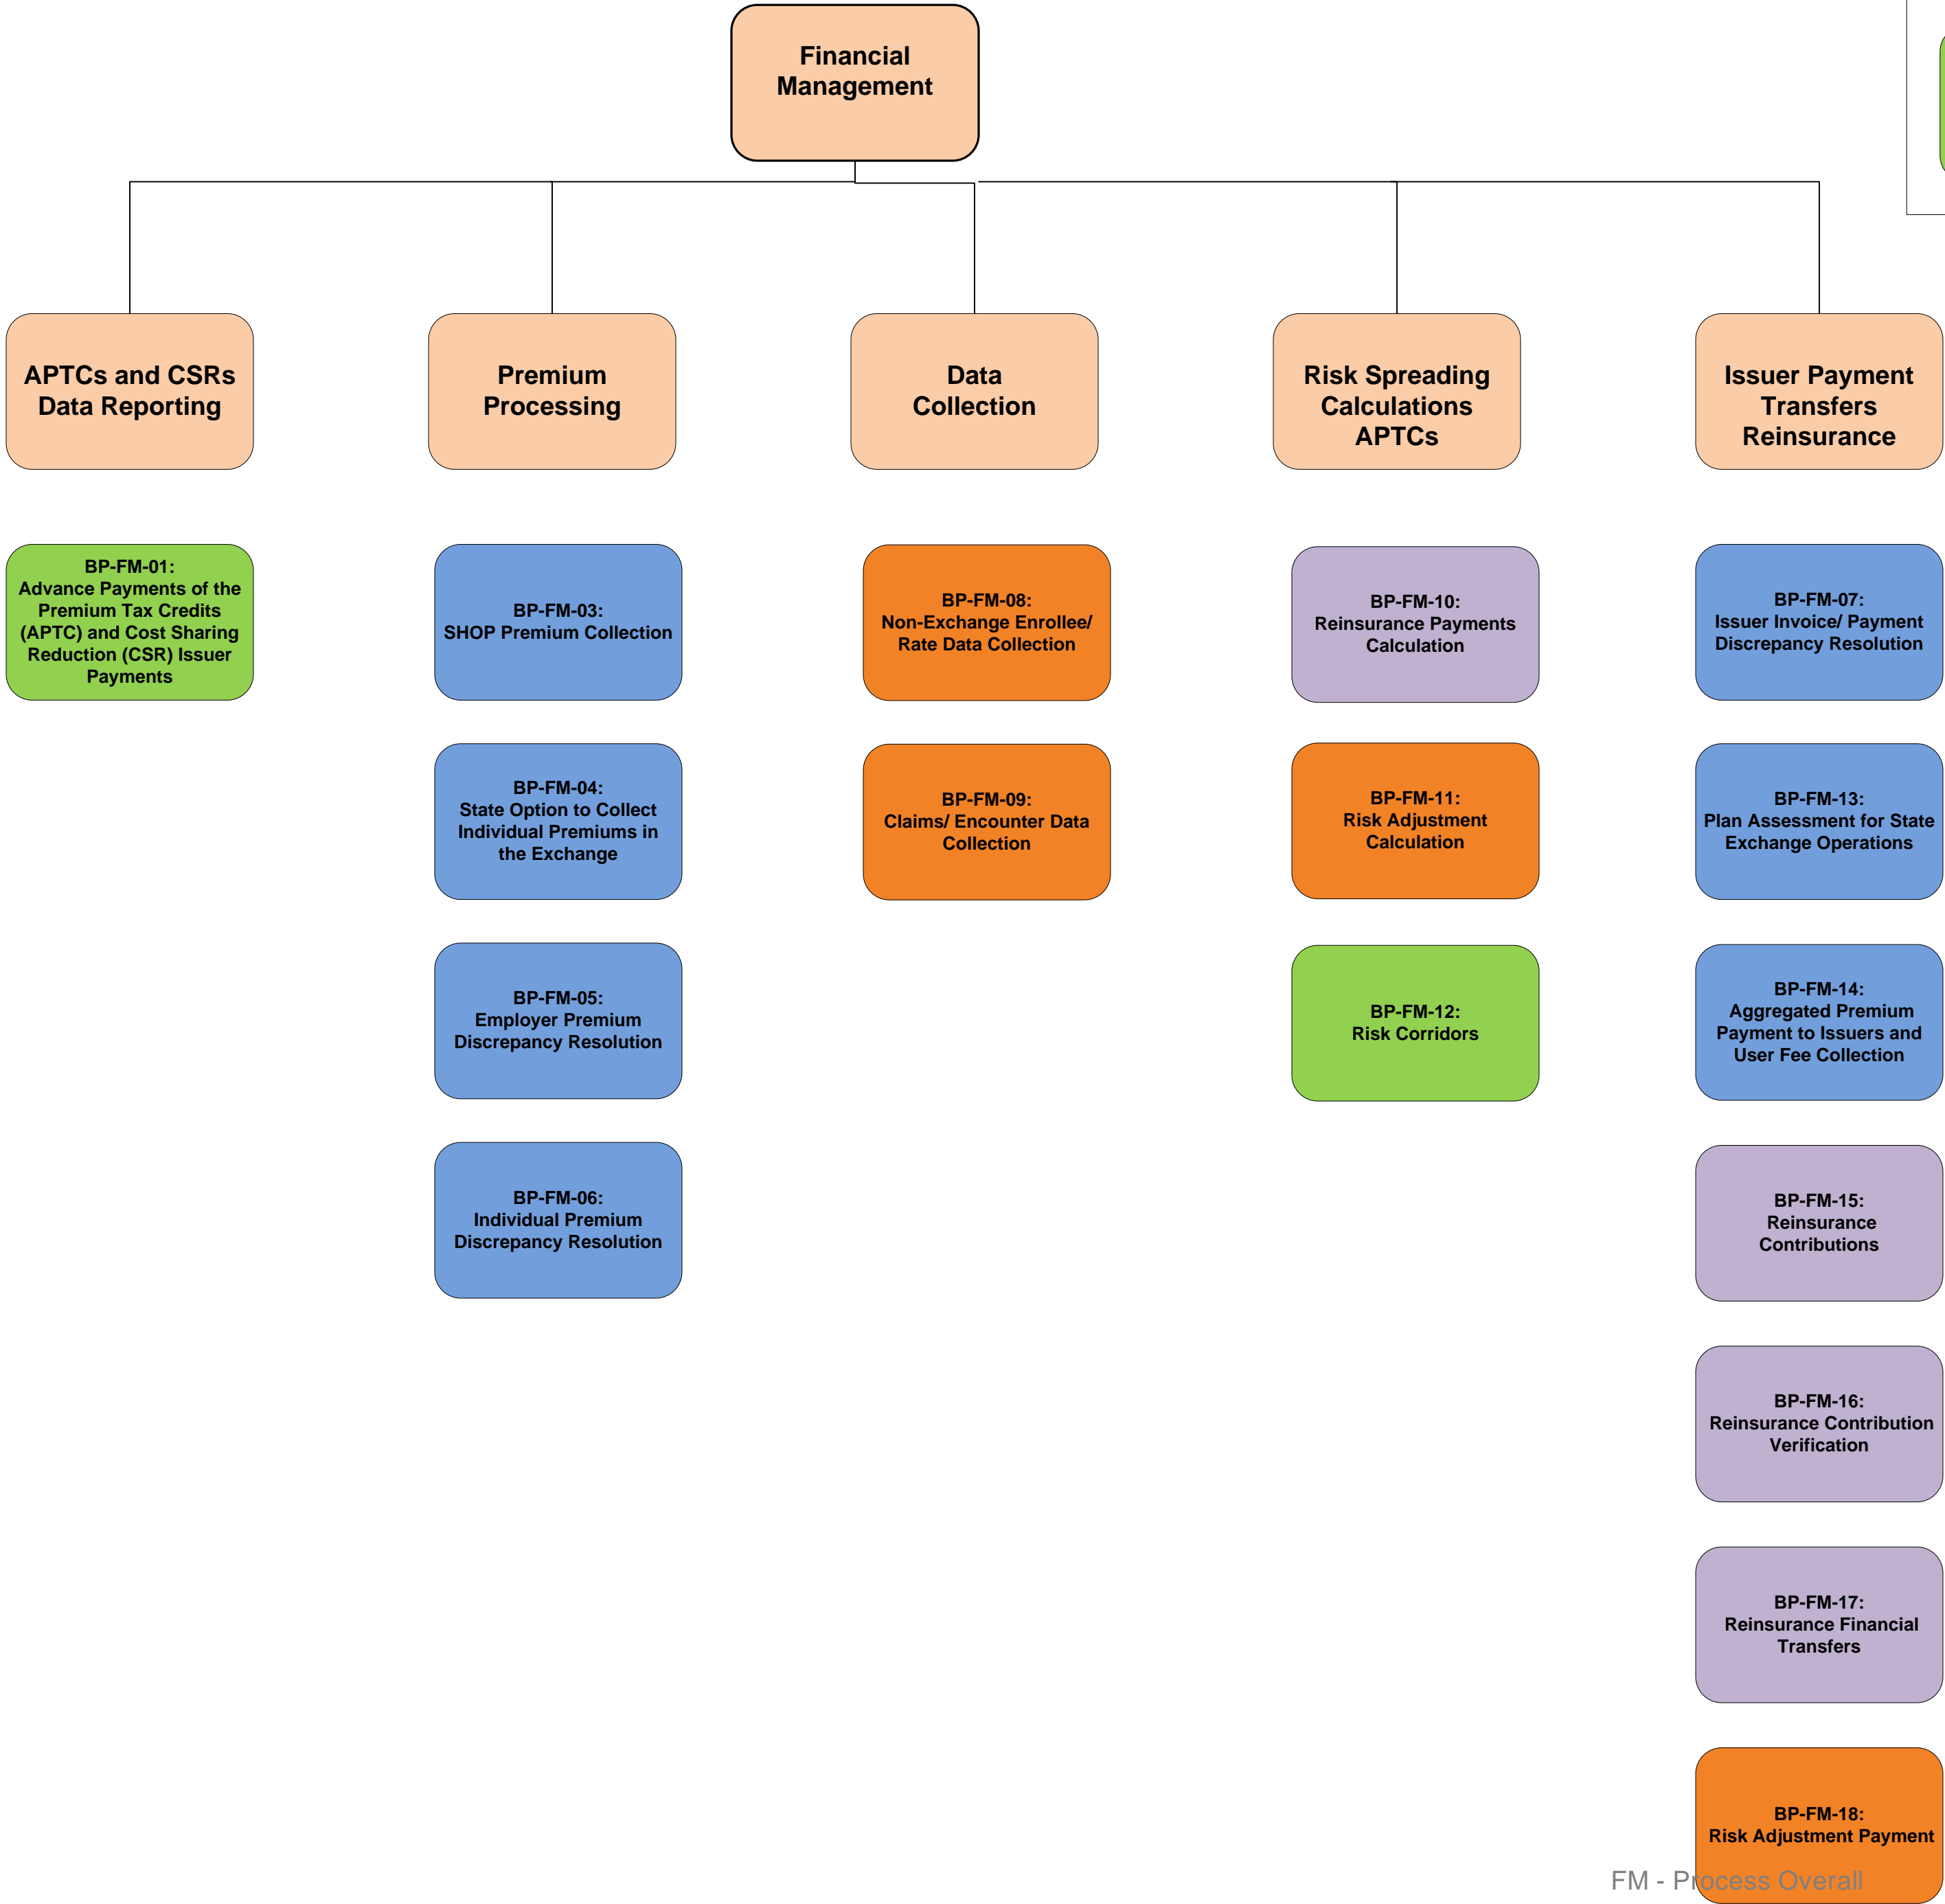 Financial
Management
APTCs and CSRs
Data Reporting
Premium
Processing
Data
Collection
Risk Spreading
Calculations
APTCs
Issuer Payment
Transfers
Reinsurance
BP-FM-01:
Advance Payments of the
Premium Tax Credits
(APTC) and Cost Sharing
Reduction (CSR) Issuer
Payments
BP-FM-03:
SHOP Premium Collection
BP-FM-04:
State Option to Collect
Individual Premiums in
the Exchange
BP-FM-05:
Employer Premium
Discrepancy Resolution
BP-FM-06:
Individual Premium
Discrepancy Resolution
BP-FM-08:
Non-Exchange Enrollee/
Rate Data Collection
BP-FM-09:
Claims/ Encounter Data
Collection
BP-FM-10:
Reinsurance Payments
Calculation
BP-FM-11:
Risk Adjustment
Calculation
BP-FM-12:
Risk Corridors
BP-FM-07:
Issuer Invoice/ Payment
Discrepancy Resolution
BP-FM-13:
Plan Assessment for State
Exchange Operations
BP-FM-14:
Aggregated Premium
Payment to Issuers and
User Fee Collection
BP-FM-15:
Reinsurance
Contributions
BP-FM-16:
Reinsurance Contribution
Verification
BP-FM-17:
Reinsurance Financial
Transfers
BP-FM-18:
Risk Adjustment Payment
FM - Process Overall